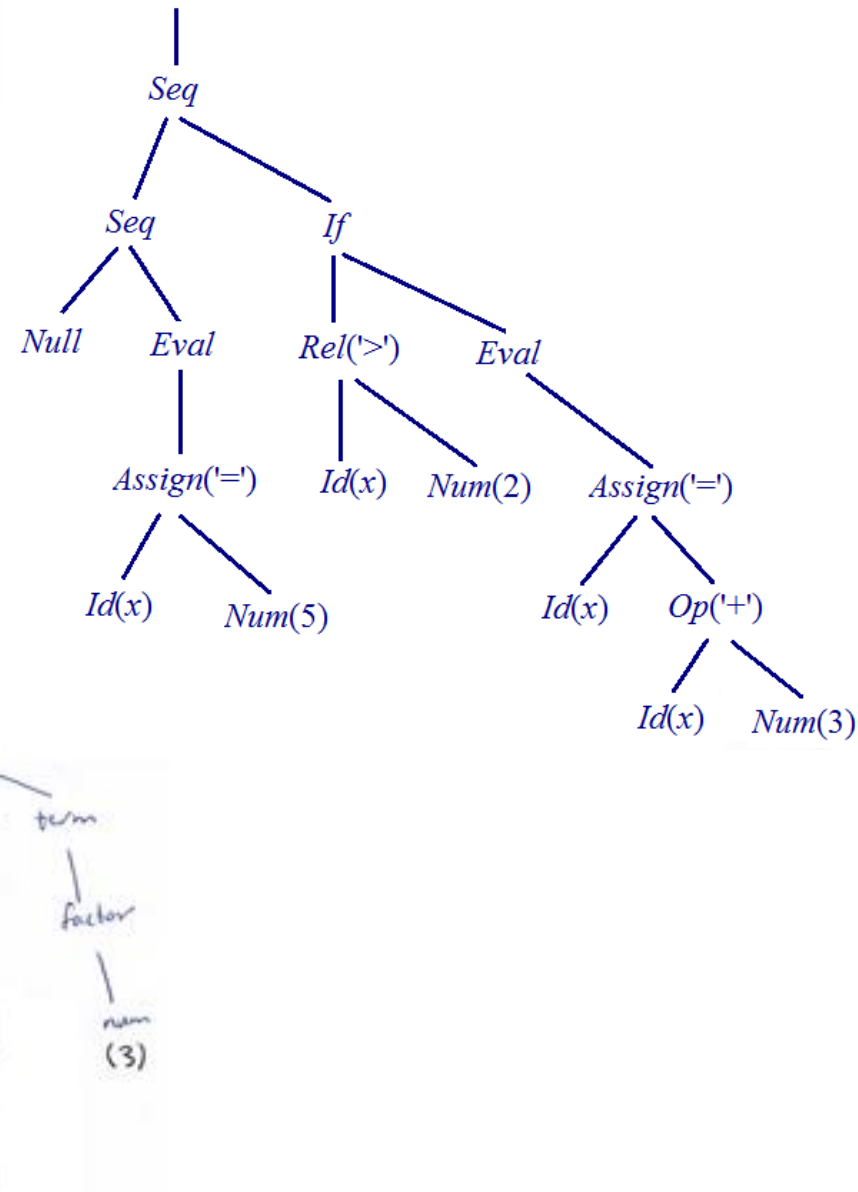 Seq
Seq If
Null Eval Rel('>') Eval
Assign('=') Id(x) Num(2) Assign('=')
Id(x) Num(5) Id(x) Op('+')
Id(x) Num(3)
term
factor
num
(3)